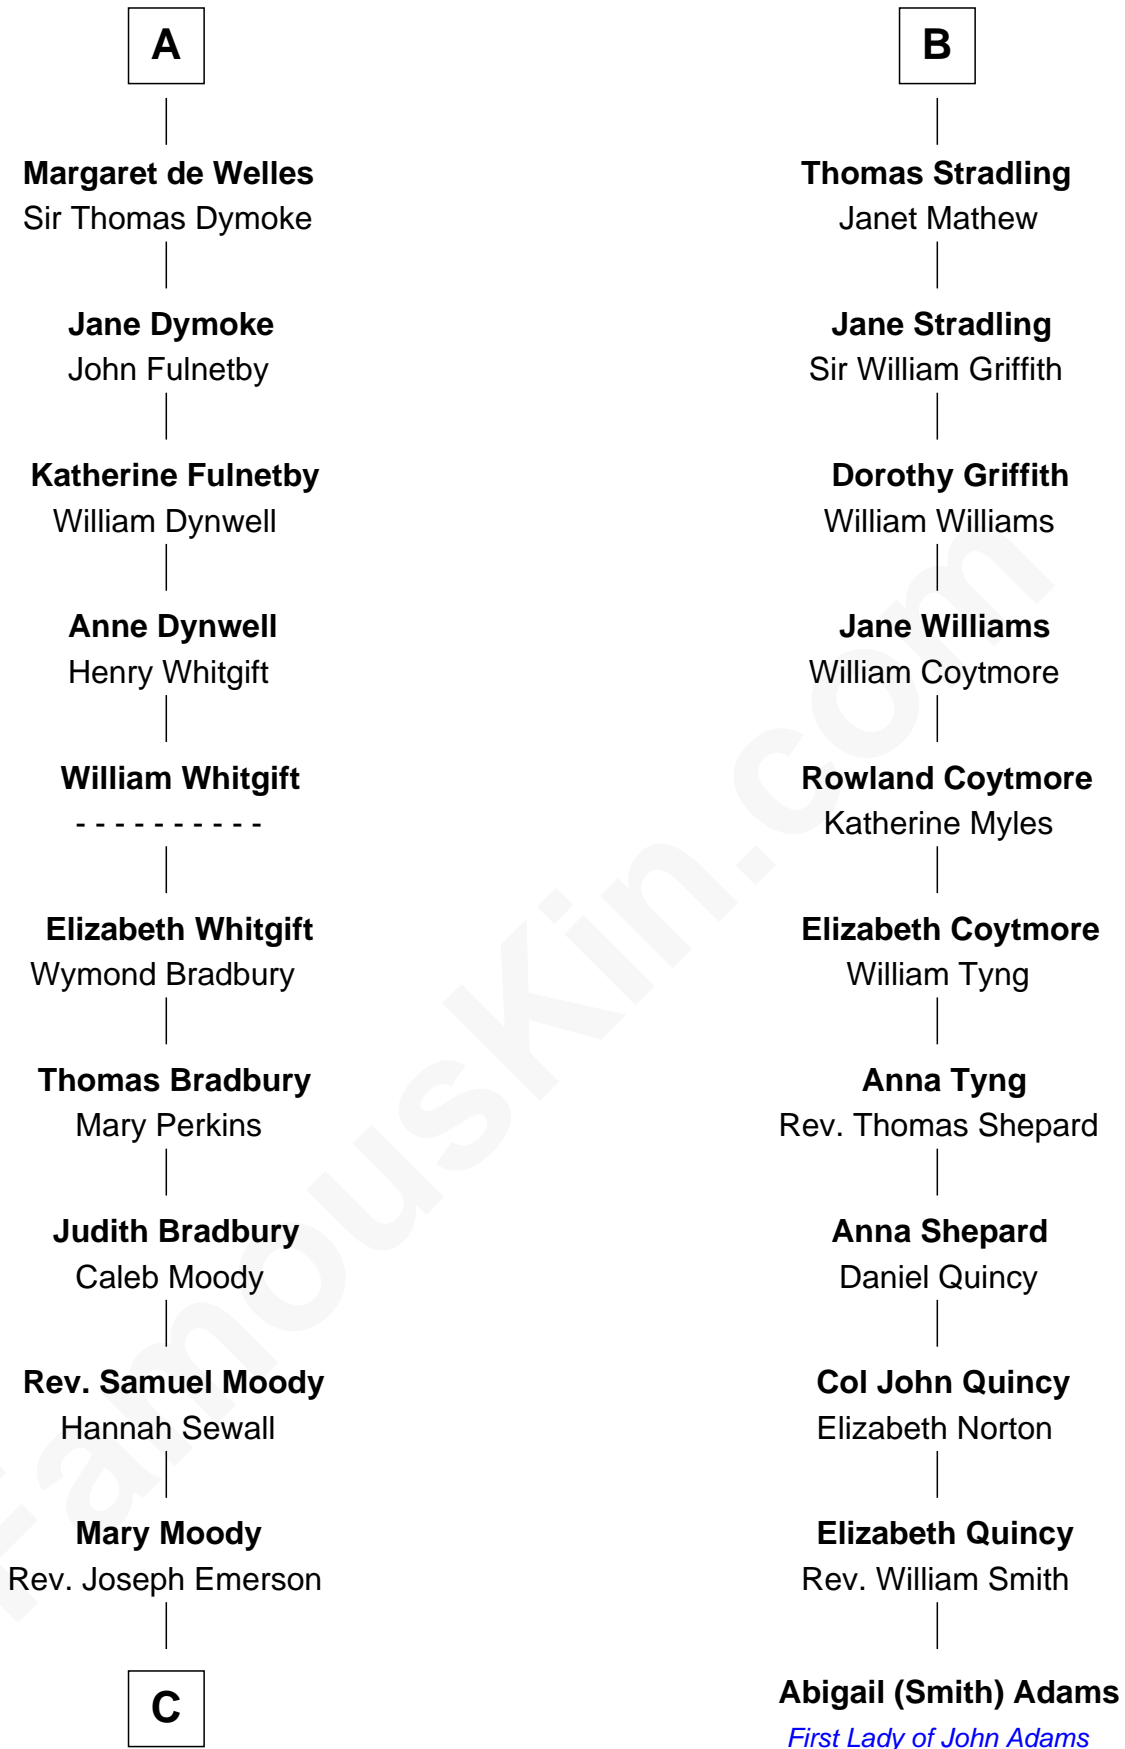 A
Margaret de Welles
Sir Thomas Dymoke
Jane Dymoke
John Fulnetby
Katherine Fulnetby
William Dynwell
Anne Dynwell
Henry Whitgift
William Whitgift
- - - - - - - - - -
Elizabeth Whitgift
Wymond Bradbury
Thomas Bradbury
Mary Perkins
Judith Bradbury
Caleb Moody
Rev. Samuel Moody
Hannah Sewall
Mary Moody
Rev. Joseph Emerson
C
B
Thomas Stradling
Janet Mathew
Jane Stradling
Sir William Griffith
Dorothy Griffith
William Williams
Jane Williams
William Coytmore
Rowland Coytmore
Katherine Myles
Elizabeth Coytmore
William Tyng
Anna Tyng
Rev. Thomas Shepard
Anna Shepard
Daniel Quincy
Col John Quincy
Elizabeth Norton
Elizabeth Quincy
Rev. William Smith
Abigail (Smith) Adams
First Lady of John Adams
FamousKin.com